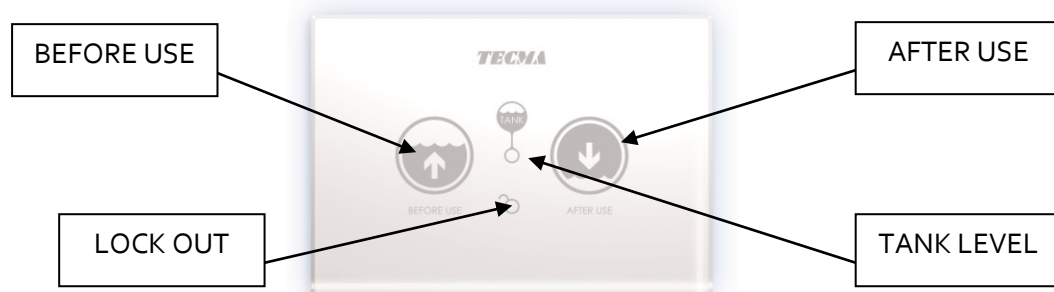 BEFORE USE
AFTER USE
TECMA
TANK
BEFORE USE
AFTER USE
LOCK OUT
TANK LEVEL